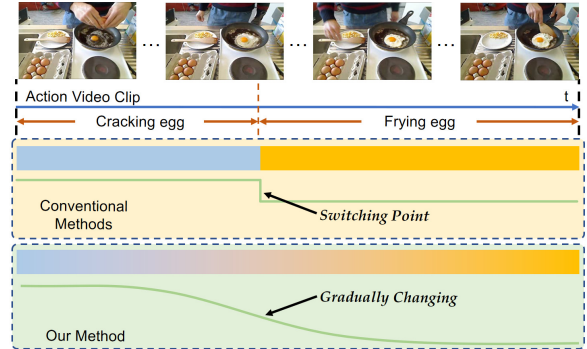 ... ... ...
Action Video Clip t
Cracking egg Frying egg
Switching Point
Conventional
Methods
Gradually Changing
Our Method